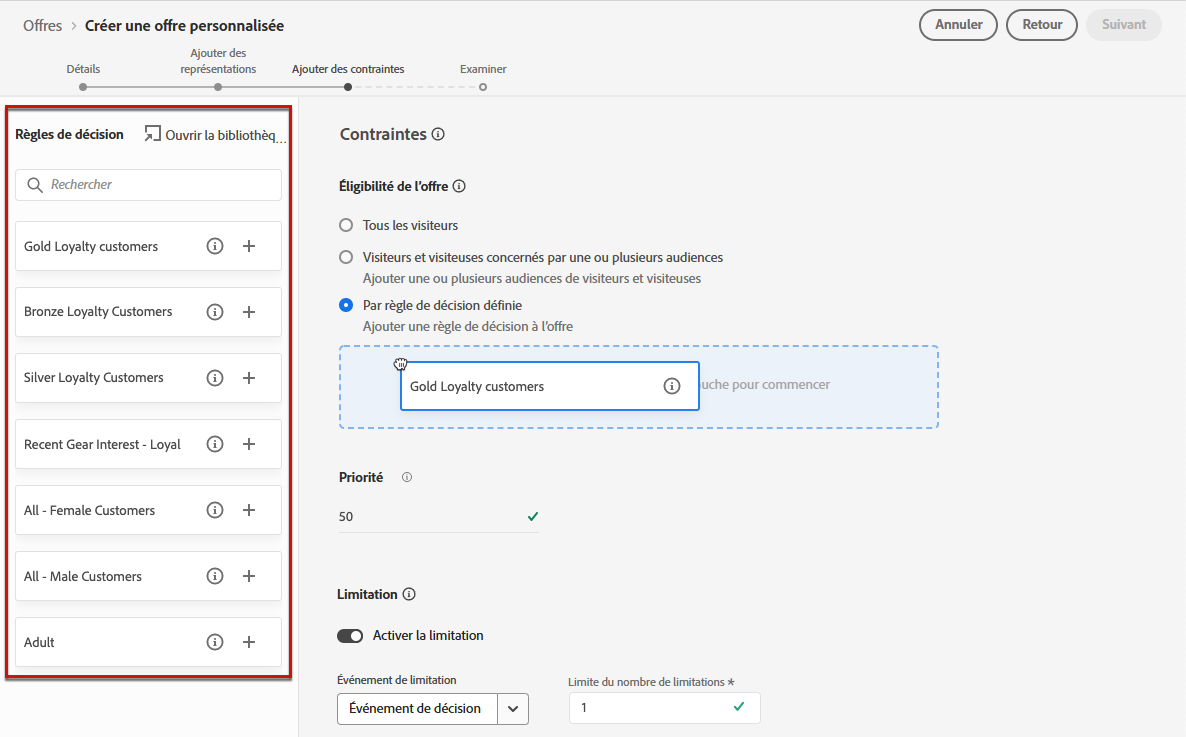 Offres > Créer une offre personnalisée
Annuler
Retour
Suivant
Détails
Ajouter des
représentations
Ajouter des contraintes
Examiner
Règles de décision
Ouvrir la bibliothèq...
Rechercher
Gold Loyalty customers
Bronze Loyalty Customers
Silver Loyalty Customers
Recent Gear Interest - Loyal
All - Female Customers
All - Male Customers
Adult
Contraintes
Éligibilité de l'offre
Tous les visiteurs
Visiteurs et visiteuses concernés par une ou plusieurs audiences
Ajouter une ou plusieurs audiences de visiteurs et visiteuses
Par règle de décision définie
Ajouter une règle de décision à l'offre
Gold Loyalty customers
pour commencer
Priorité
50
Limitation
Activer la limitation
Événement de limitation
Événement de décision
Limite du nombre de limitations *
1